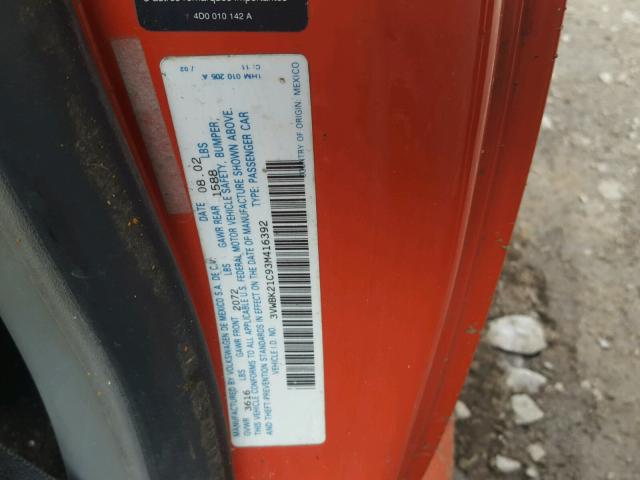 4D0 010 142 A
1HM 010 205 A
MANUFACTURED BY VOLKSWAGEN DE MEXICO S.A. DE C.V. DATE 08.02
GVWR 3616 LBS GAWR FRONT 2072 LBS GAWR REAR 1588 LBS
THIS VEHICLE CONFORMS TO ALL APPLICABLE U.S. FEDERAL MOTOR VEHICLE SAFETY, BUMPER,
AND THEFT PREVENTION STANDARDS IN EFFECT ON THE DATE OF MANUFACTURE SHOWN ABOVE.
VEHICLE I.D. NO. 3VWBK21C93M416392 TYPE: PASSENGER CAR
COUNTRY OF ORIGIN: MEXICO